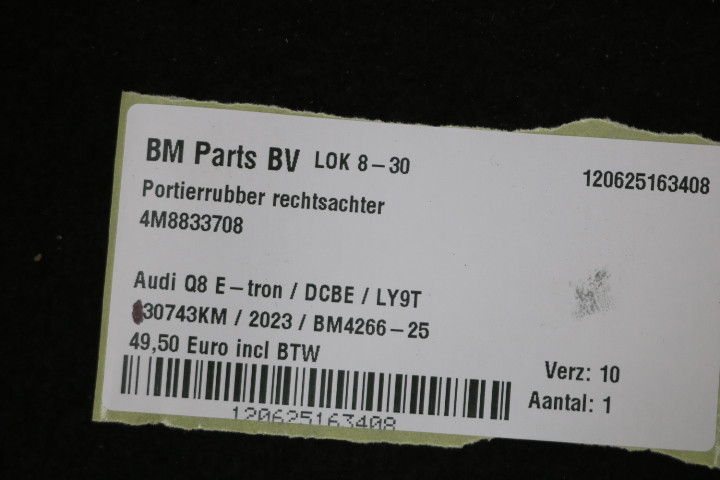 BM Parts BV LOK 8-30
120625163408
Portierrubber rechtsachter
4M8833708
Audi Q8 E-tron / DCBE / LY9T
30743KM / 2023 / BM4266-25
49,50 Euro incl BTW
Verz: 10
Aantal: 1
120625163408